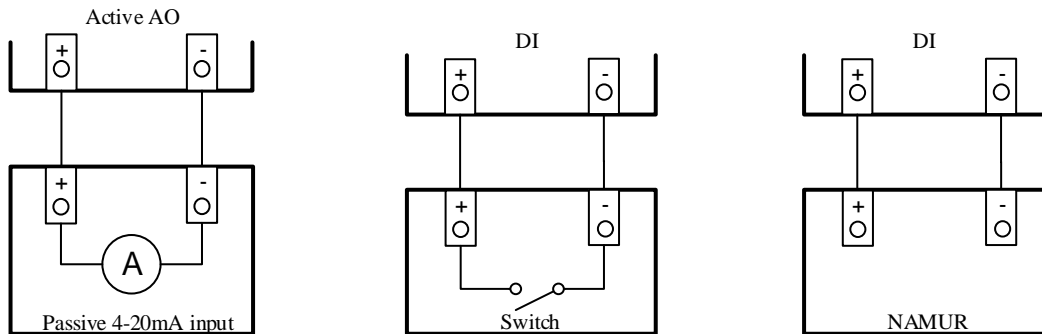 Active AO
+ -
+ -
A
Passive 4-20mA input
DI
+ -
+ -
Switch
DI
+ -
+ -
NAMUR